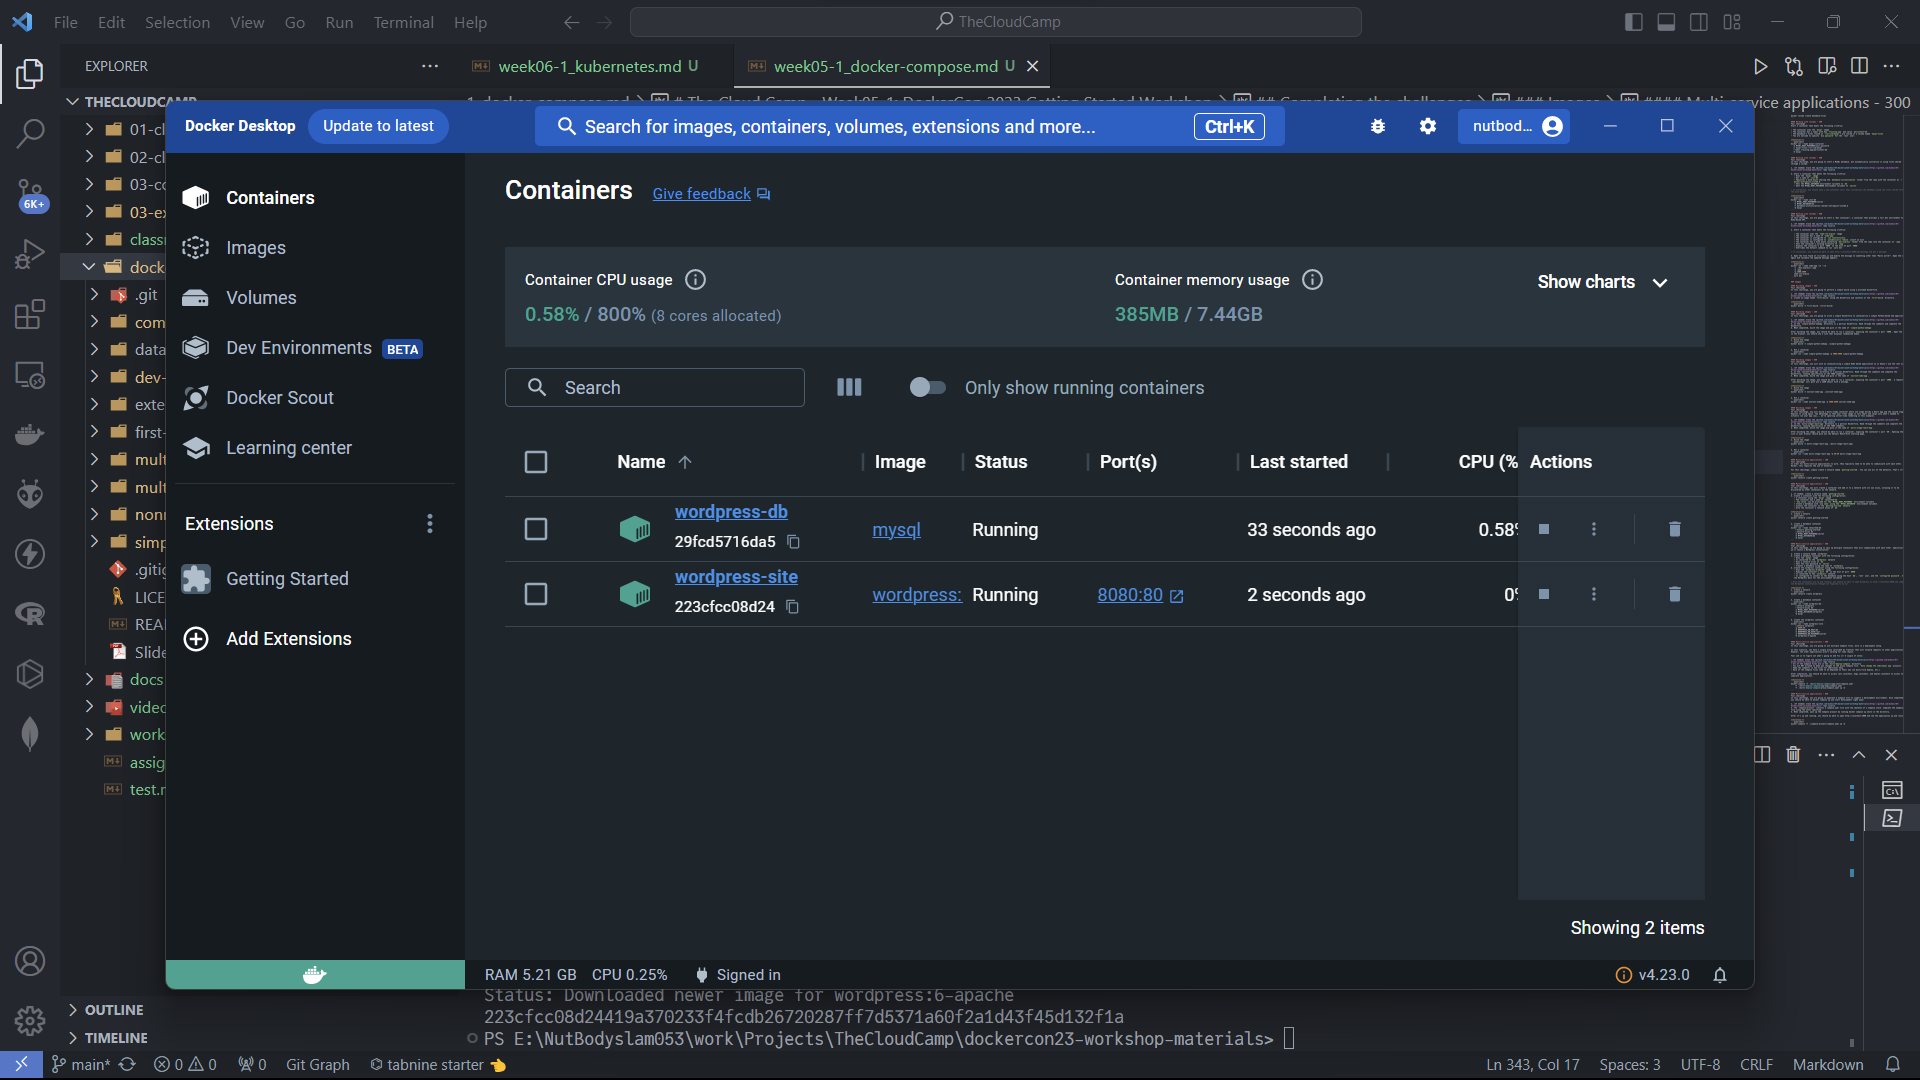 File Edit Selection View Go Run Terminal Help
TheCloudCamp
EXPLORER
week06-1_kubernetes.md U
week05-1_docker-compose.md U
THECLOUDCAMP
ervice applications - 300
01-cl
02-cl
03-co
03-ex
classr
dock
.git
com
data
dev-
exte
first-
mult
mult
nonr
simp
.gitig
LICE
REA
Slide
docs
video
work
assig
test.r
OUTLINE
TIMELINE
6K+
Docker Desktop
Update to latest
Search for images, containers, volumes, extensions and more...
Ctrl+K
nutbod...
Containers
Images
Volumes
Dev Environments BETA
Docker Scout
Learning center
Extensions
Getting Started
Add Extensions
Containers
Give feedback
Container CPU usage
0.58% / 800% (8 cores allocated)
Container memory usage
385MB / 7.44GB
Show charts
Search
Only show running containers
Name Image Status Port(s) Last started CPU (% Actions
wordpress-db
29fcd5716da5
mysql Running 33 seconds ago 0.58%
wordpress-site
223cfcc08d24
wordpress: Running 8080:80 2 seconds ago 0%
Showing 2 items
RAM 5.21 GB CPU 0.25% Signed in
v4.23.0
Status: Downloaded newer image for wordpress:6-apache
223cfcc08d24419a370233f4fcdb26720287ff7d5371a60f2a1d43f45d132f1a
PS E:\NutBodyslam053\work\Projects\TheCloudCamp\dockercon23-workshop-materials>
main* 0 0 0 Git Graph tabnine starter 👈
Ln 343, Col 17 Spaces: 3 UTF-8 CRLF Markdown